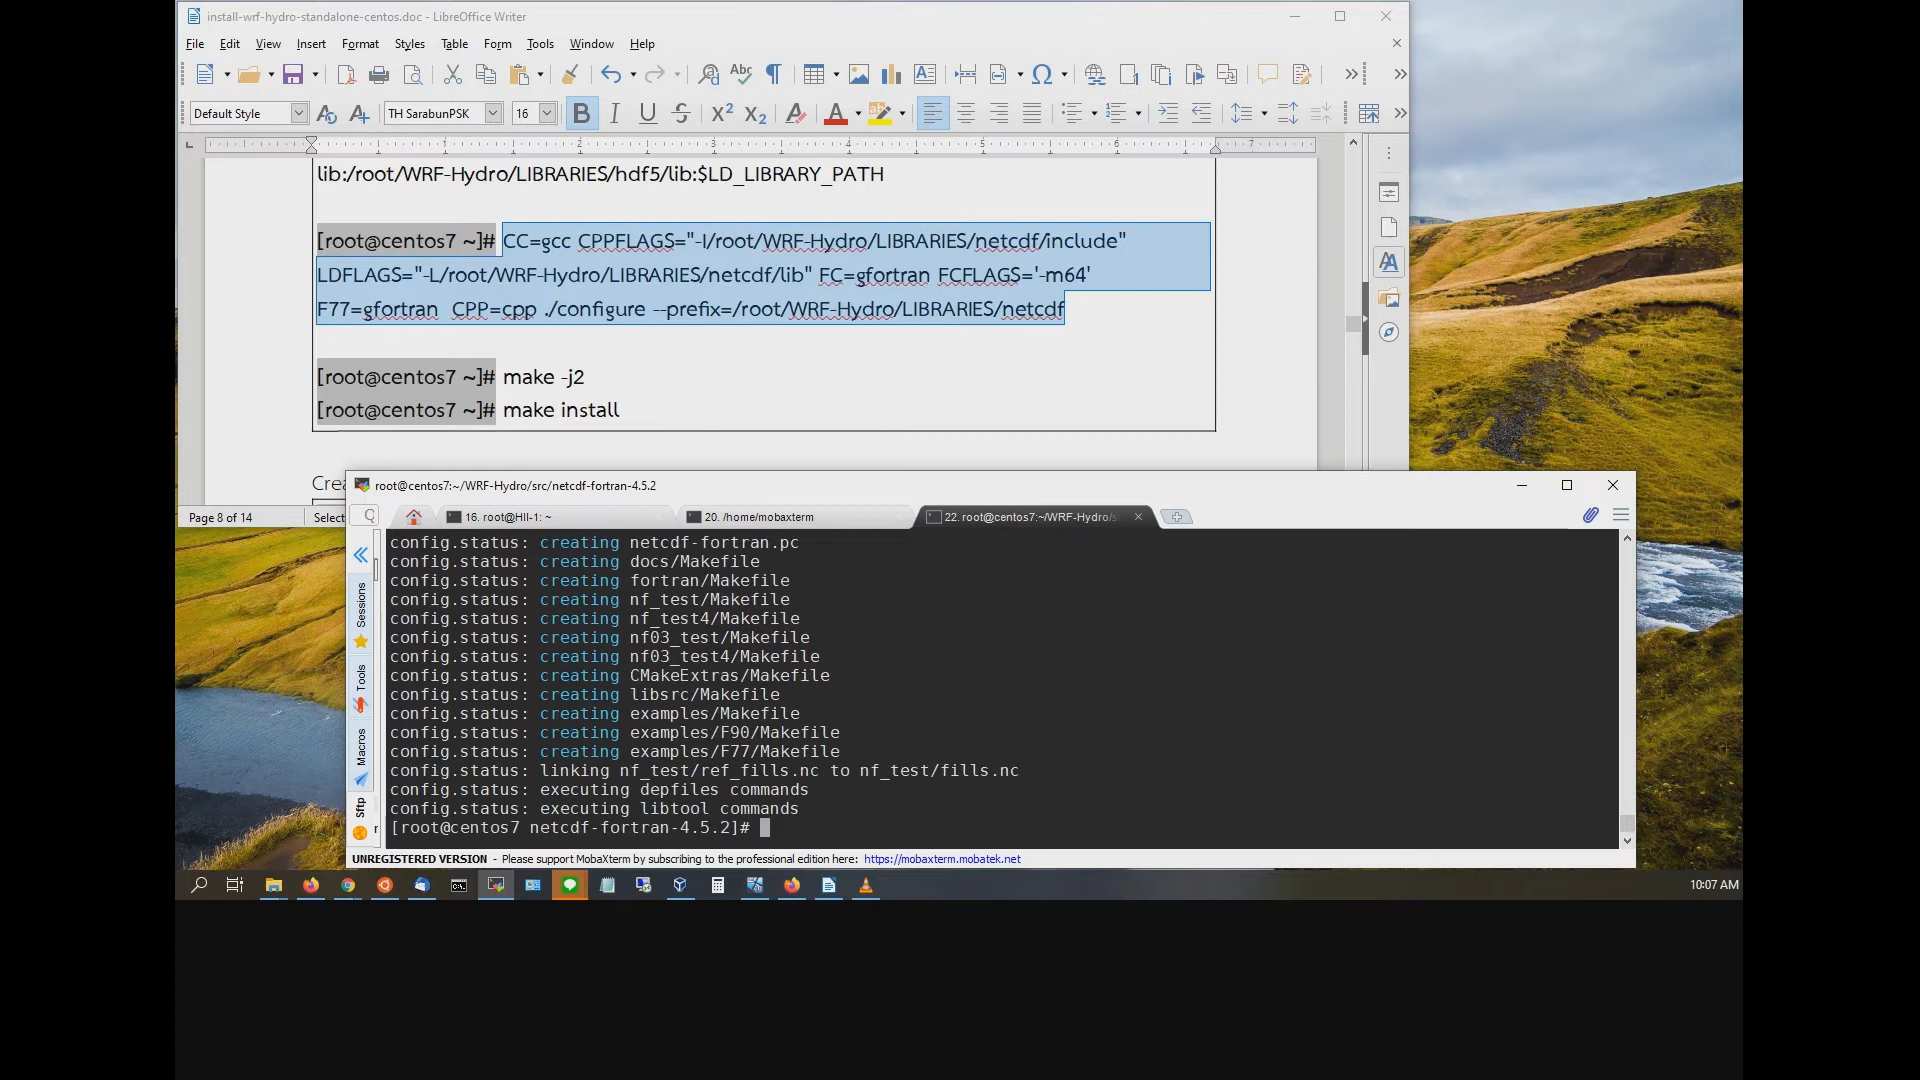 install-wrf-hydro-standalone-centos.doc - LibreOffice Writer
File Edit View Insert Format Styles Table Form Tools Window Help
Default Style TH SarabunPSK 16
2 3 4 5 6 7
lib:/root/WRF-Hydro/LIBRARIES/hdf5/lib:$LD_LIBRARY_PATH
[root@centos7 ~]# CC=gcc CPPFLAGS="-I/root/WRF-Hydro/LIBRARIES/netcdf/include"
LDFLAGS="-L/root/WRF-Hydro/LIBRARIES/netcdf/lib" FC=gfortran FCFLAGS='-m64'
F77=gfortran CPP=cpp ./configure --prefix=/root/WRF-Hydro/LIBRARIES/netcdf
[root@centos7 ~]# make -j2
[root@centos7 ~]# make install
Crea
Page 8 of 14 Select
root@centos7:~/WRF-Hydro/src/netcdf-fortran-4.5.2
16. root@HII-1: ~
20. /home/mobaxterm
22. root@centos7:~/WRF-Hydro/s
Sessions
Tools
Macros
Sftp
config.status: creating netcdf-fortran.pc
config.status: creating docs/Makefile
config.status: creating fortran/Makefile
config.status: creating nf_test/Makefile
config.status: creating nf_test4/Makefile
config.status: creating nf03_test/Makefile
config.status: creating nf03_test4/Makefile
config.status: creating CMakeExtras/Makefile
config.status: creating libsrc/Makefile
config.status: creating examples/Makefile
config.status: creating examples/F90/Makefile
config.status: creating examples/F77/Makefile
config.status: linking nf_test/ref_fills.nc to nf_test/fills.nc
config.status: executing depfiles commands
config.status: executing libtool commands
[root@centos7 netcdf-fortran-4.5.2]#
UNREGISTERED VERSION - Please support MobaXterm by subscribing to the professional edition here: https://mobaxterm.mobatek.net
10:07 AM